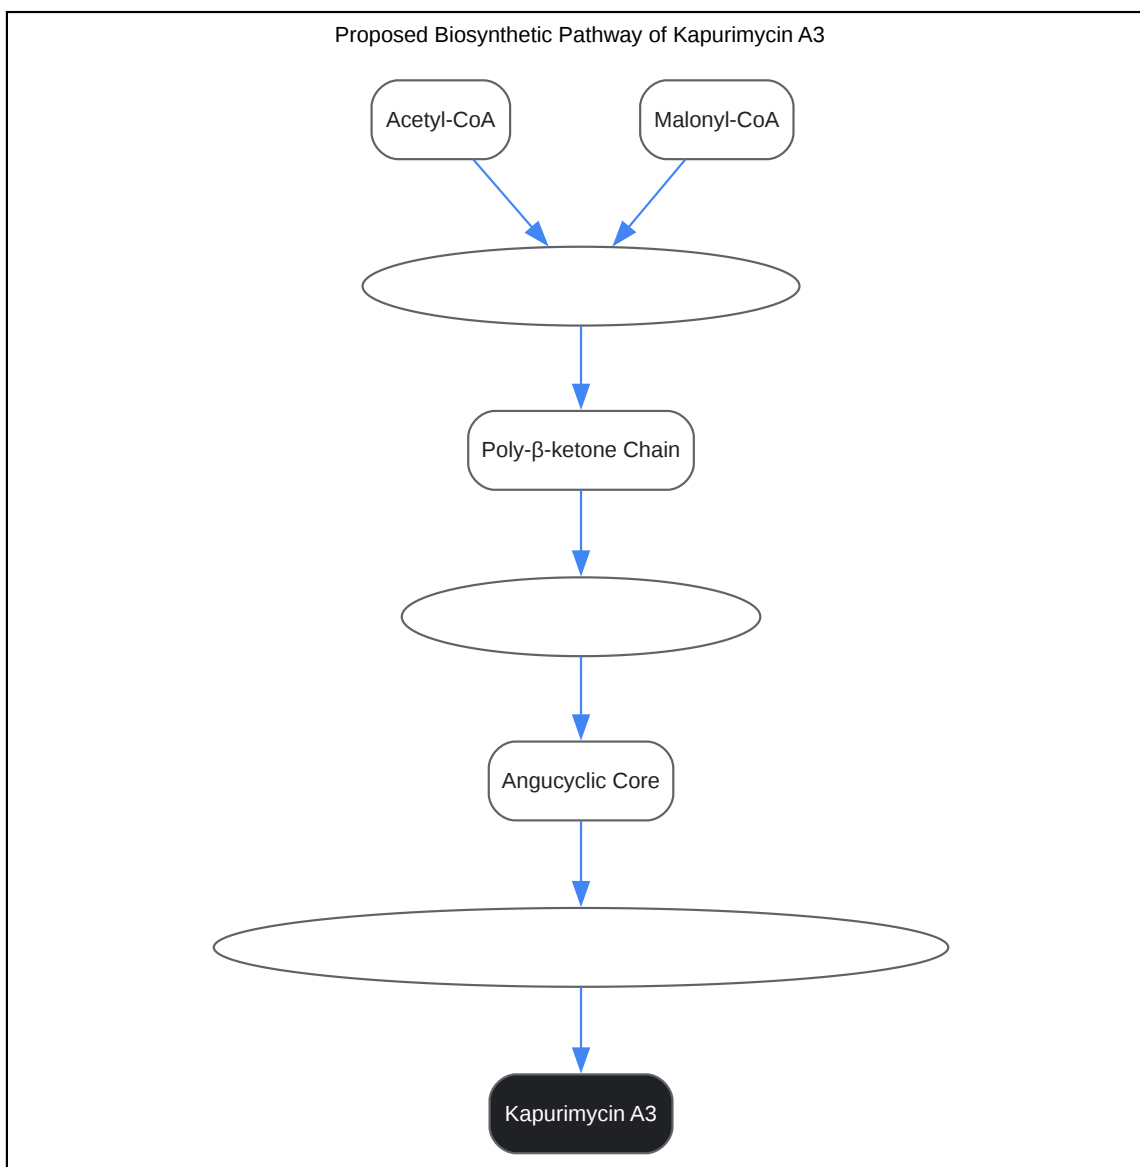 Proposed Biosynthetic Pathway of Kapurimycin A3
Acetyl-CoA
Malonyl-CoA
Poly-β-ketone Chain
Angucyclic Core
Kapurimycin A3